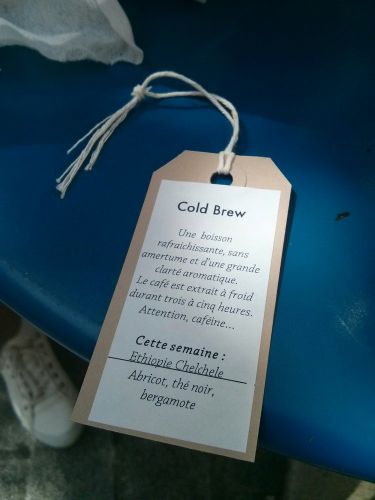 Cold Brew
Une boisson
rafraichissante, sans
amertume et d'une grande
clarté aromatique.
Le café est extrait à froid
durant trois à cinq heures.
Attention, caféine...
Cette semaine :
Ethiopie Chelchele
Abricot, thé noir,
bergamote